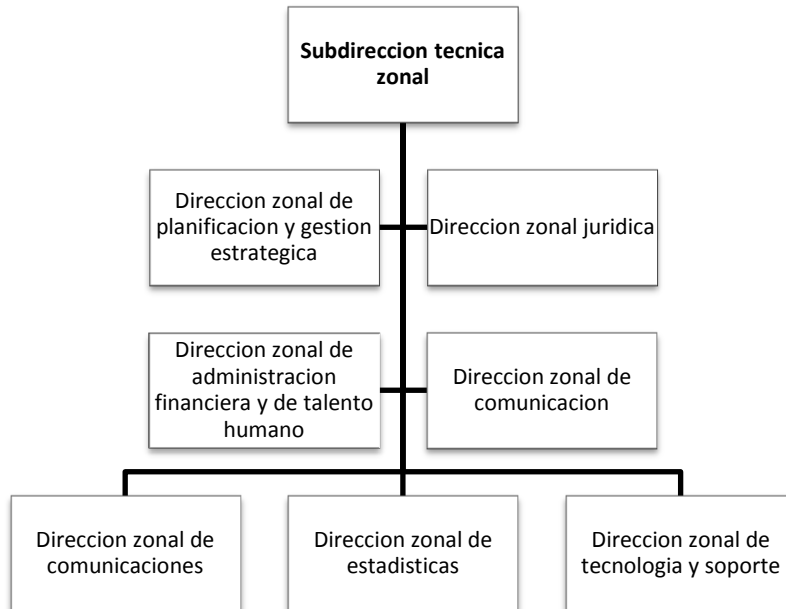 Subdireccion tecnica
zonal
Direccion zonal de
planificacion y gestion
estrategica
Direccion zonal juridica
Direccion zonal de
administracion
financiera y de talento
humano
Direccion zonal de
comunicacion
Direccion zonal de
comunicaciones
Direccion zonal de
estadisticas
Direccion zonal de
tecnologia y soporte